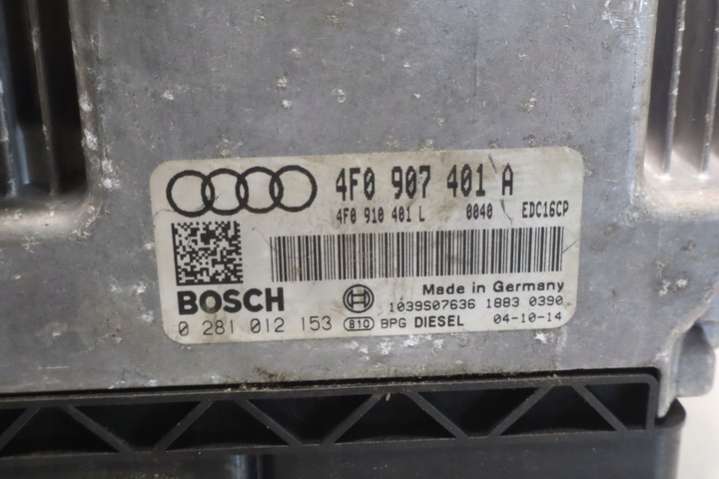 4F0 907 401 A
4F0 910 401 L 0040 EDC16CP
Made in Germany
BOSCH
1039S07636 1883 0390
0 281 012 153 810 BPG DIESEL 04-10-14